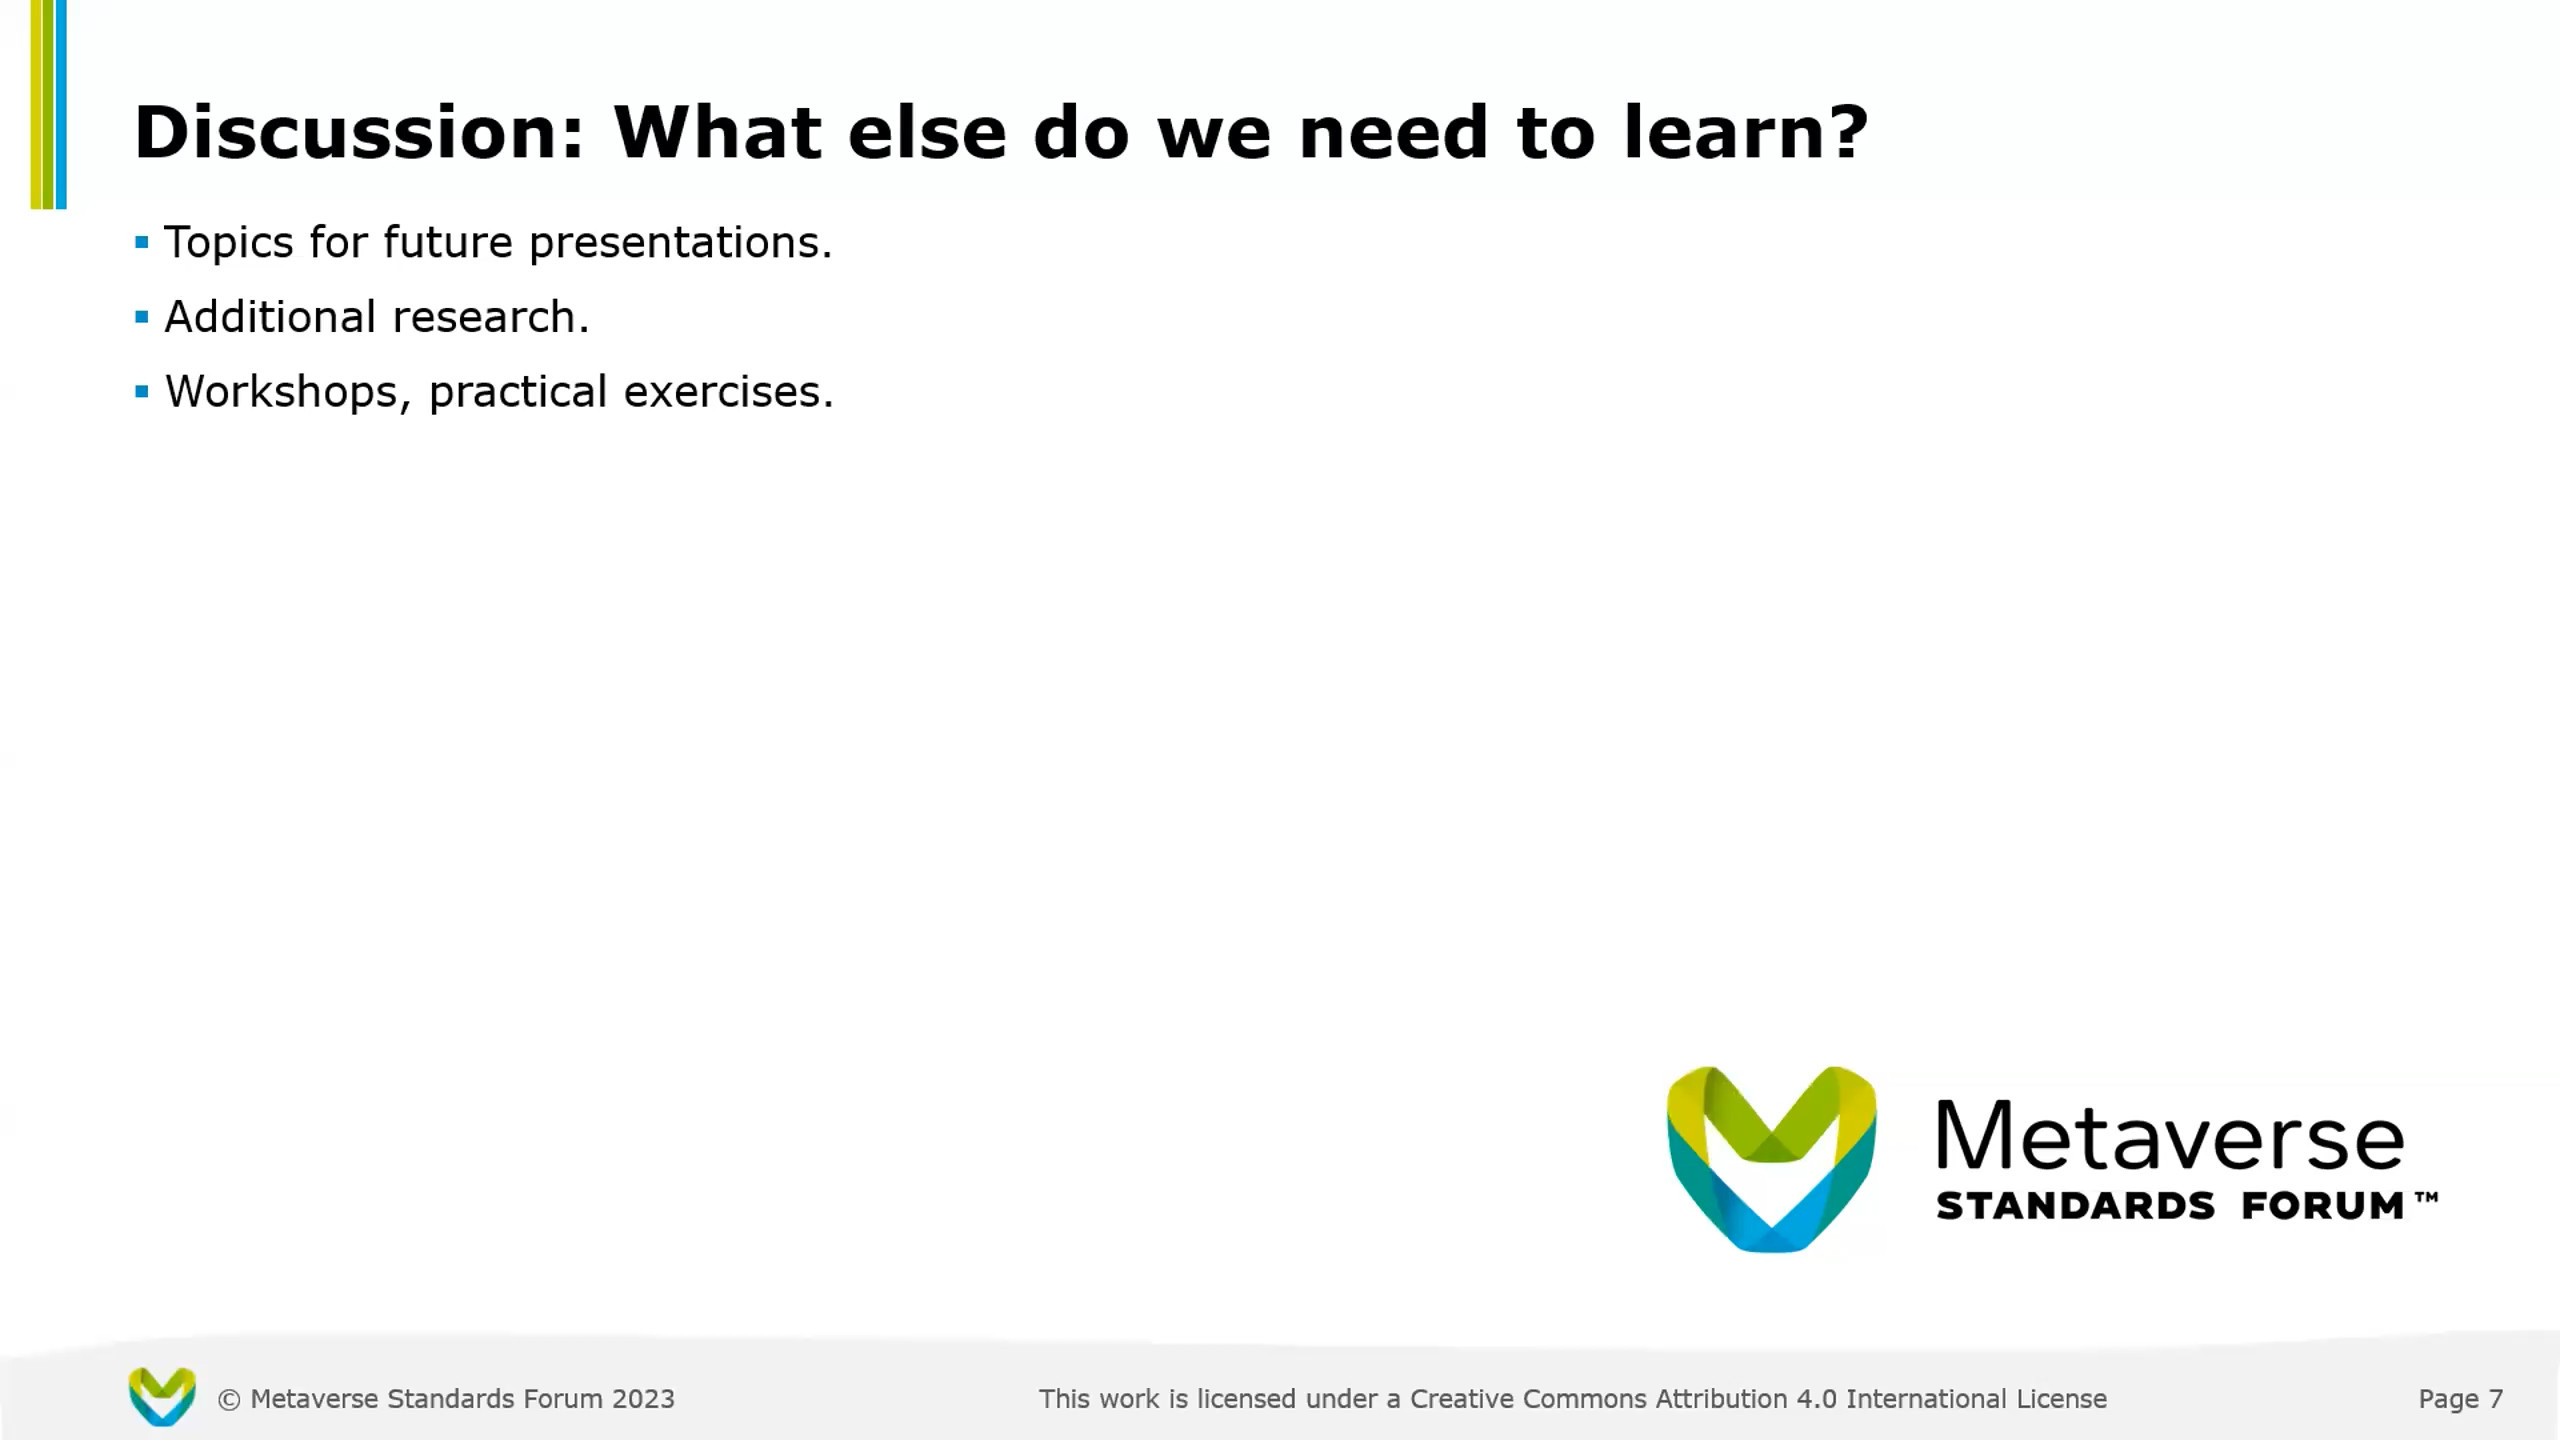 Discussion: What else do we need to learn?
▪ Topics for future presentations.
▪ Additional research.
▪ Workshops, practical exercises.
Metaverse
STANDARDS FORUM™
© Metaverse Standards Forum 2023
This work is licensed under a Creative Commons Attribution 4.0 International License
Page 7